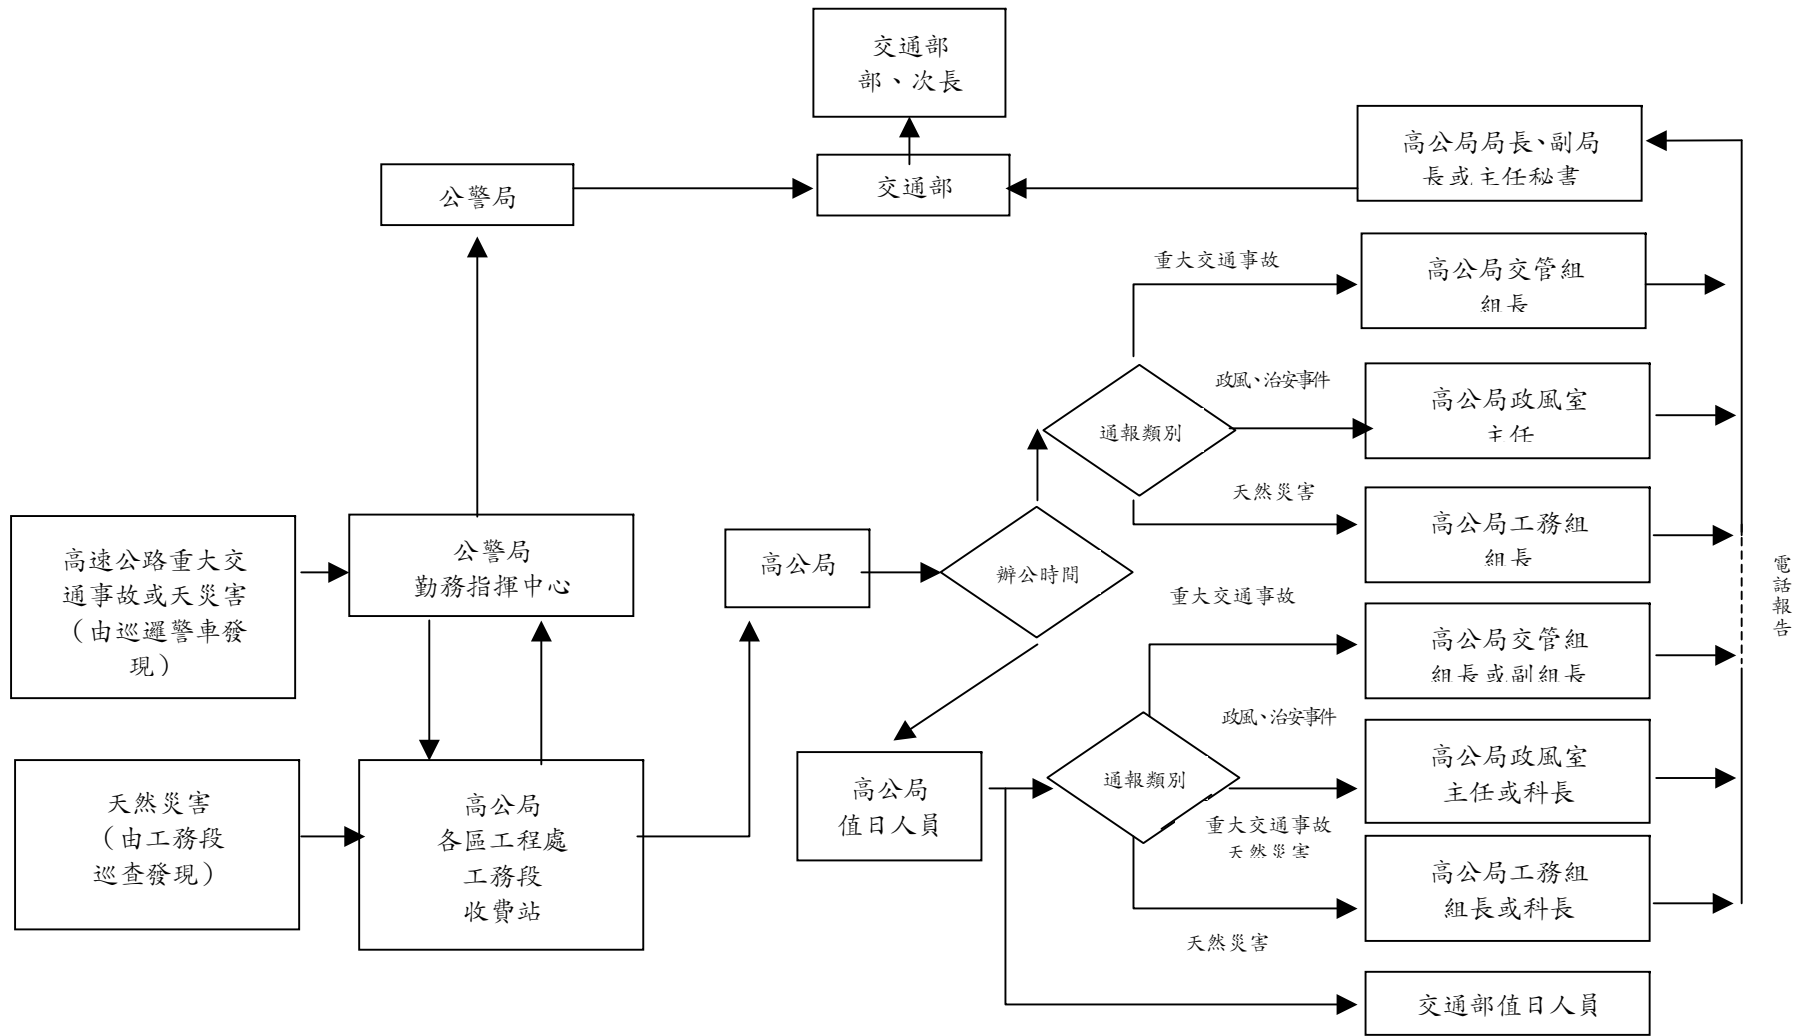 交通部
部、次長
高公局局長、副局
長或主任秘書
公警局
交通部
重大交通事故
高公局交管組
組長
政風、治安事件
高公局政風室
主任
通報類別
天然災害
高公局工務組
組長
高速公路重大交
通事故或天災害
（由巡邏警車發
現）
公警局
勤務指揮中心
高公局
辦公時間
電話報告
重大交通事故
高公局交管組
組長或副組長
政風、治安事件
高公局政風室
主任或科長
通報類別
高公局
值日人員
天然災害
（由工務段
巡查發現）
高公局
各區工程處
工務段
收費站
重大交通事故
天然災害
高公局工務組
組長或科長
天然災害
交通部值日人員